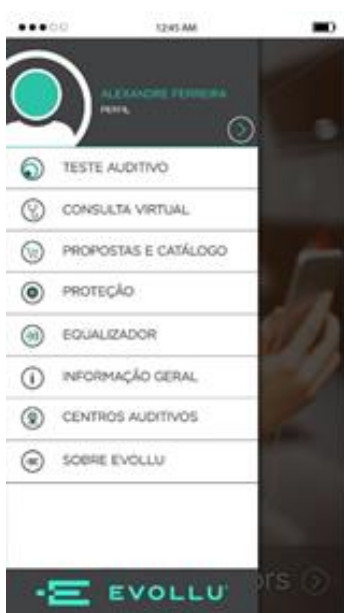 12:45 AM
ALEXANDRE FERREIRA
PERFIL
TESTE AUDITIVO
CONSULTA VIRTUAL
PROPOSTAS E CATÁLOGO
PROTEÇÃO
EQUALIZADOR
INFORMAÇÃO GERAL
CENTROS AUDITIVOS
SOBRE EVOLLU
EVOLLU
ors